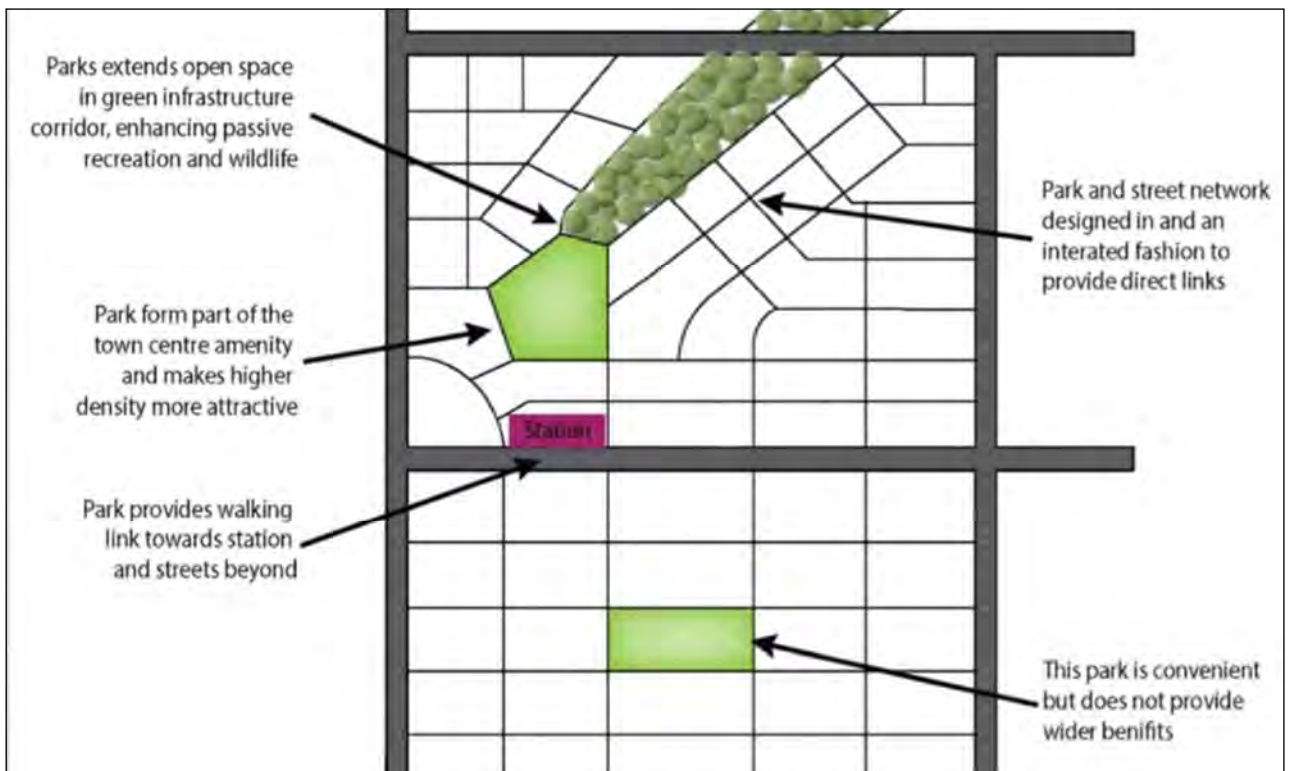 Parks extends open space
in green infrastructure
corridor, enhancing passive
recreation and wildlife
Park and street network
designed in and an
interated fashion to
provide direct links
Park form part of the
town centre amenity
and makes higher
density more attractive
Station
Park provides walking
link towards station
and streets beyond
This park is convenient
but does not provide
wider benifits